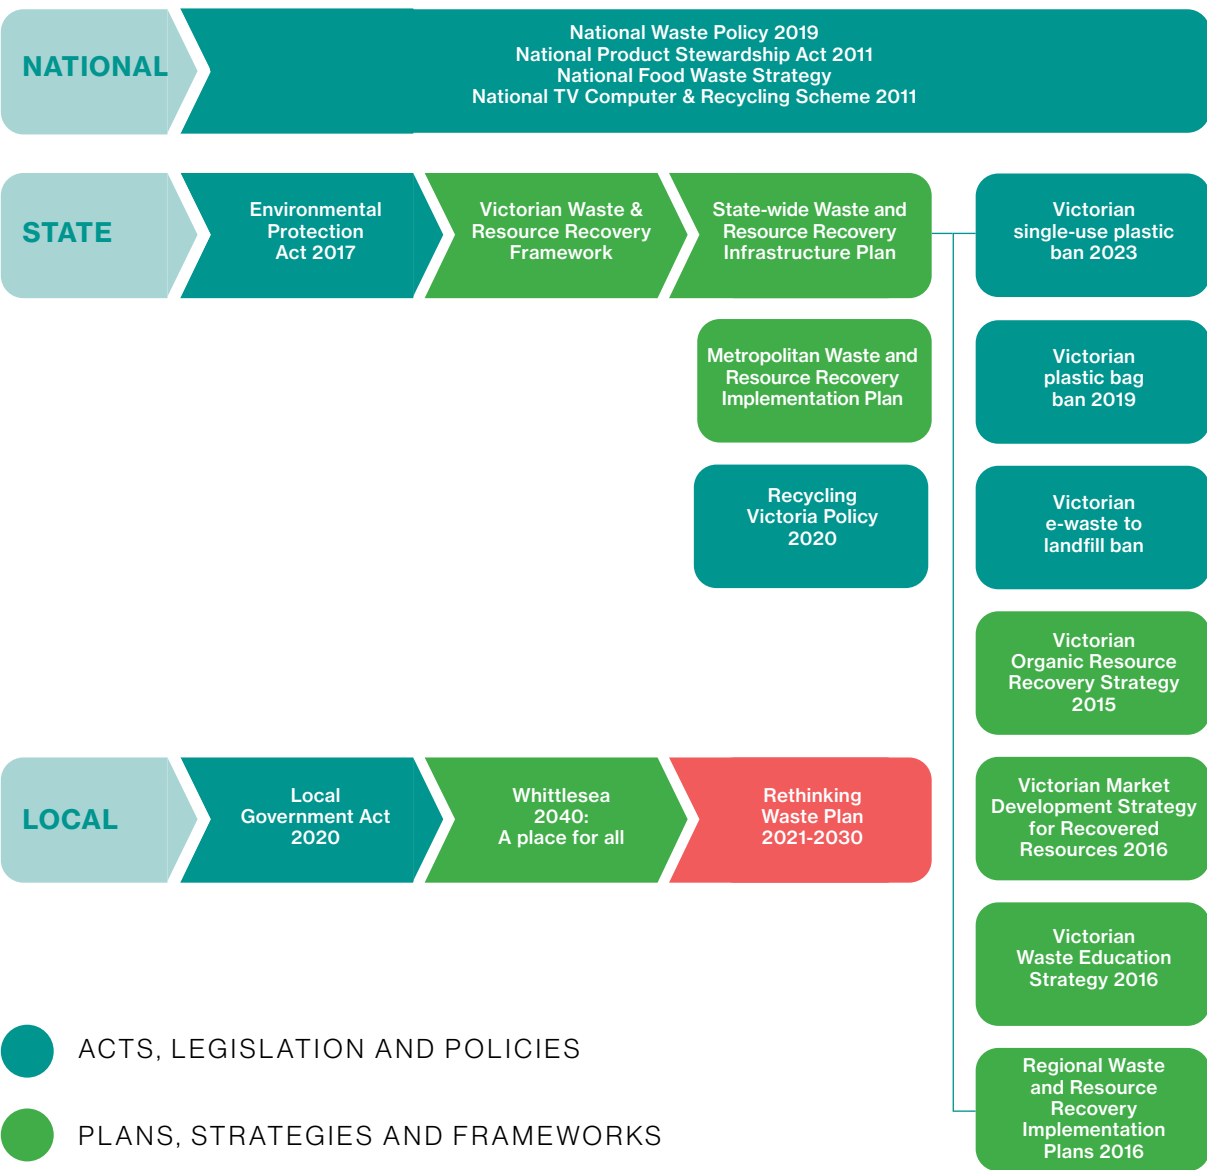 NATIONAL
National Waste Policy 2019
National Product Stewardship Act 2011
National Food Waste Strategy
National TV Computer & Recycling Scheme 2011
STATE
Environmental
Protection
Act 2017
Victorian Waste &
Resource Recovery
Framework
State-wide Waste and
Resource Recovery
Infrastructure Plan
Victorian
single-use plastic
ban 2023
Metropolitan Waste and
Resource Recovery
Implementation Plan
Victorian
plastic bag
ban 2019
Recycling
Victoria Policy
2020
Victorian
e-waste to
landfill ban
Victorian
Organic Resource
Recovery Strategy
2015
LOCAL
Local
Government Act
2020
Whittlesea
2040:
A place for all
Rethinking
Waste Plan
2021-2030
Victorian Market
Development Strategy
for Recovered
Resources 2016
Victorian
Waste Education
Strategy 2016
Regional Waste
and Resource
Recovery
Implementation
Plans 2016
ACTS, LEGISLATION AND POLICIES
PLANS, STRATEGIES AND FRAMEWORKS